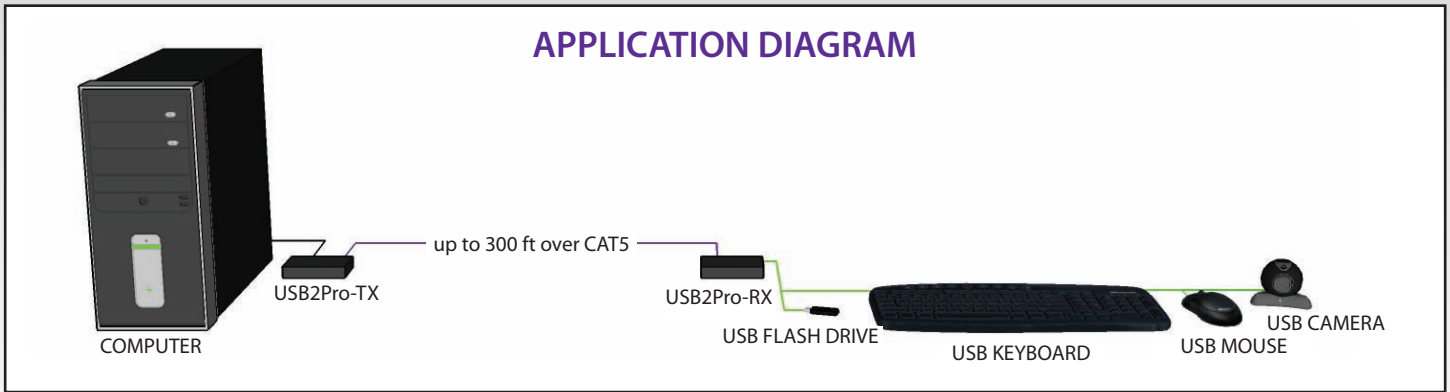 APPLICATION DIAGRAM
up to 300 ft over CAT5
USB2Pro-TX
USB2Pro-RX
USB FLASH DRIVE
USB KEYBOARD
USB MOUSE
USB CAMERA
COMPUTER